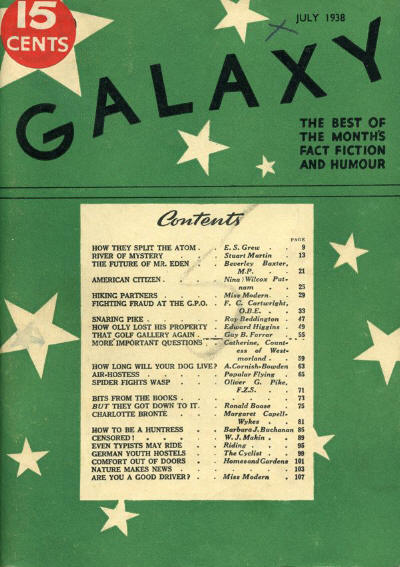 15
CENTS
JULY 1938
GALAXY
THE BEST OF
THE MONTH'S
FACT FICTION
AND HUMOUR
Contents
PAGE
HOW THEY SPLIT THE ATOM . E. S. Grew . 9
RIVER OF MYSTERY . Stuart Martin . 13
THE FUTURE OF MR. EDEN . Beverley Baxter,
M.P. . 21
AMERICAN CITIZEN . . Nina Wilcox Put-
nam . . 25
HIKING PARTNERS . . Miss Modern . 29
FIGHTING FRAUD AT THE G.P.O. . F. C. Cartwright,
O.B.E. . . 33
SNARING PIKE . . Ray Beddington . 47
HOW OLLY LOST HIS PROPERTY Edward Higgins . 49
THAT GOLF GALLERY AGAIN . Guy B. Farrar . 55
MORE IMPORTANT QUESTIONS Catherine, Count-
ess of West-
morland . 59
HOW LONG WILL YOUR DOG LIVE? A. Cornish-Bowden 63
AIR-HOSTESS . . Popular Flying . 65
SPIDER FIGHTS WASP . Oliver G. Pike,
F.Z.S. . 71
BITS FROM THE BOOKS . . . 73
BUT THEY GOT DOWN TO IT . Ronald Boose . 75
CHARLOTTE BRONTË . Margaret Capell-
Wykes . . 81
HOW TO BE A HUNTRESS . Barbara J. Buchanan 85
CENSORED! . . W. J. Makin . 89
EVEN TYPISTS MAY RIDE . Riding . . 95
GERMAN YOUTH HOSTELS . The Cyclist . 99
COMFORT OUT OF DOORS . Homes and Gardens 101
NATURE MAKES NEWS . . . 103
ARE YOU A GOOD DRIVER? . Miss Modern . 107